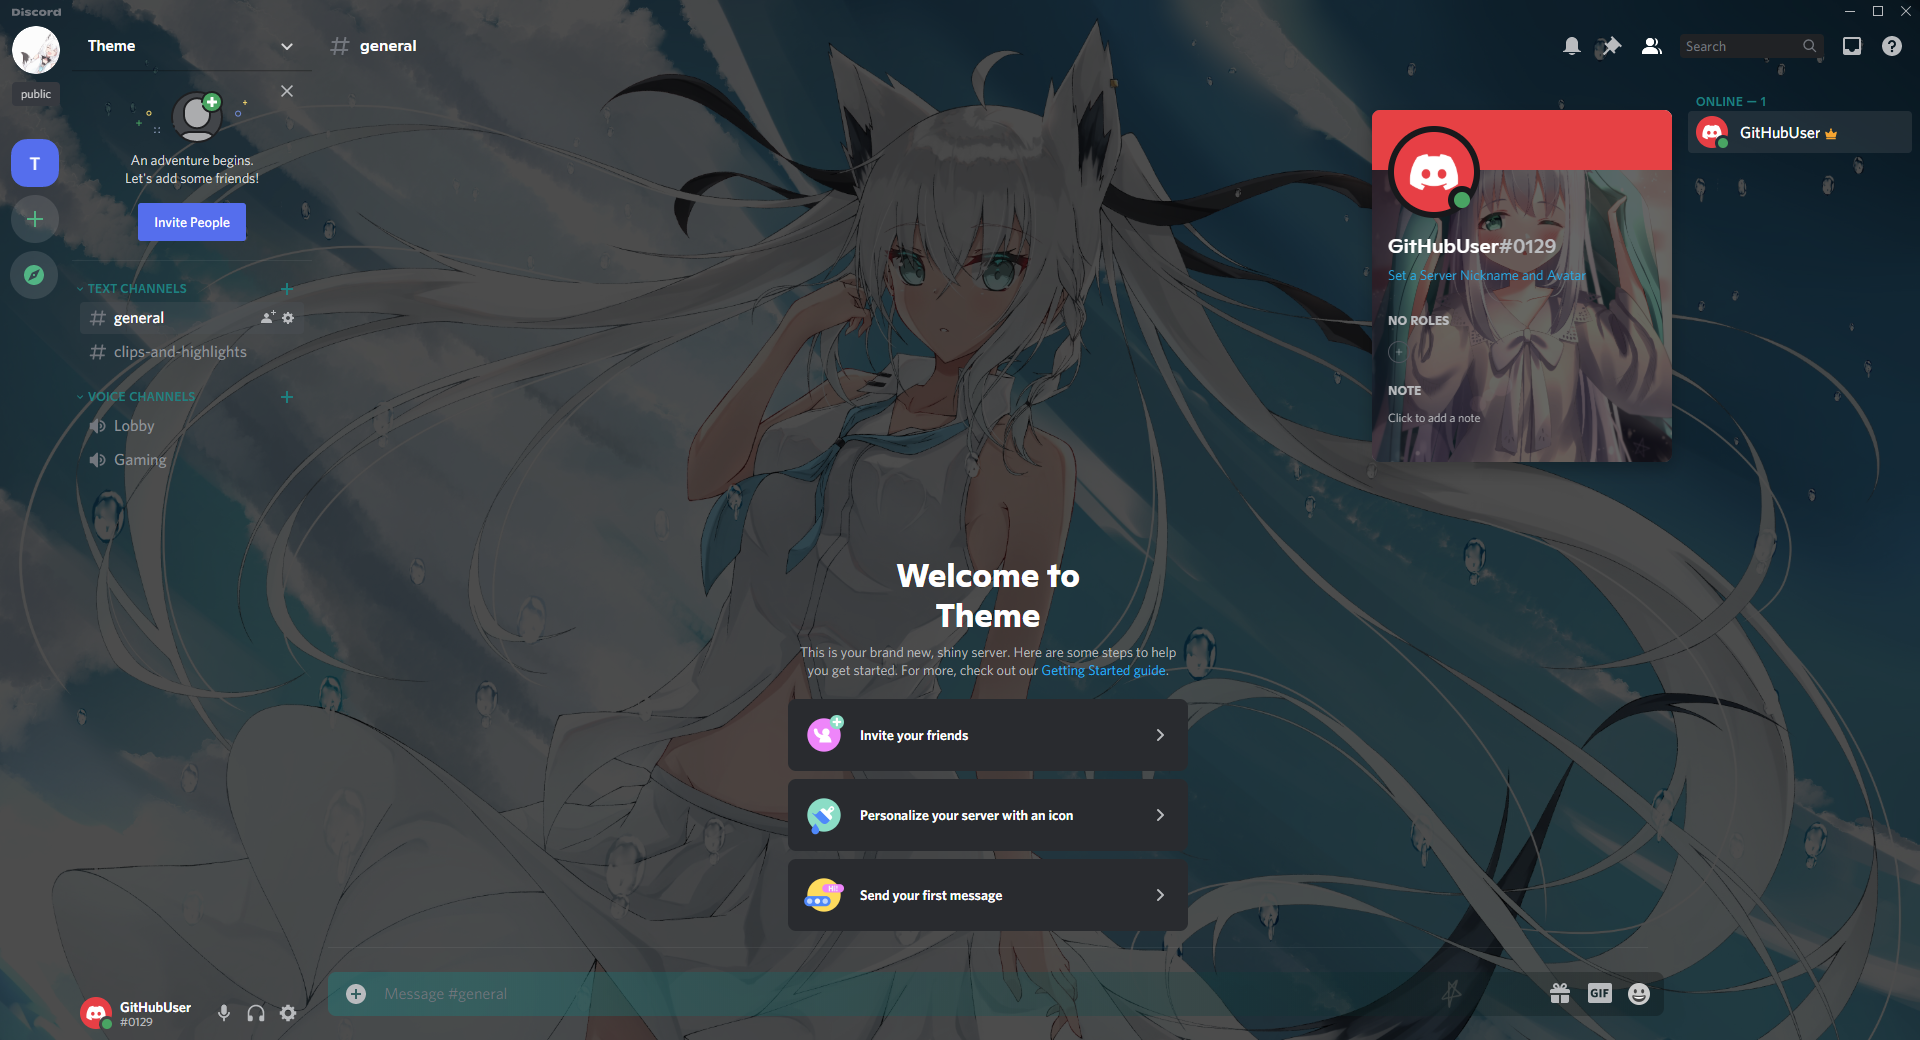 Discord
Theme
general
Search
public
ONLINE — 1
GitHubUser
T
An adventure begins.
Let's add some friends!
Invite People
GitHubUser#0129
Set a Server Nickname and Avatar
NO ROLES
NOTE
Click to add a note
TEXT CHANNELS
general
clips-and-highlights
VOICE CHANNELS
Lobby
Gaming
Welcome to
Theme
This is your brand new, shiny server. Here are some steps to help
you get started. For more, check out our Getting Started guide.
Invite your friends
Personalize your server with an icon
Hi!
Send your first message
Message #general
GIF
GitHubUser
#0129